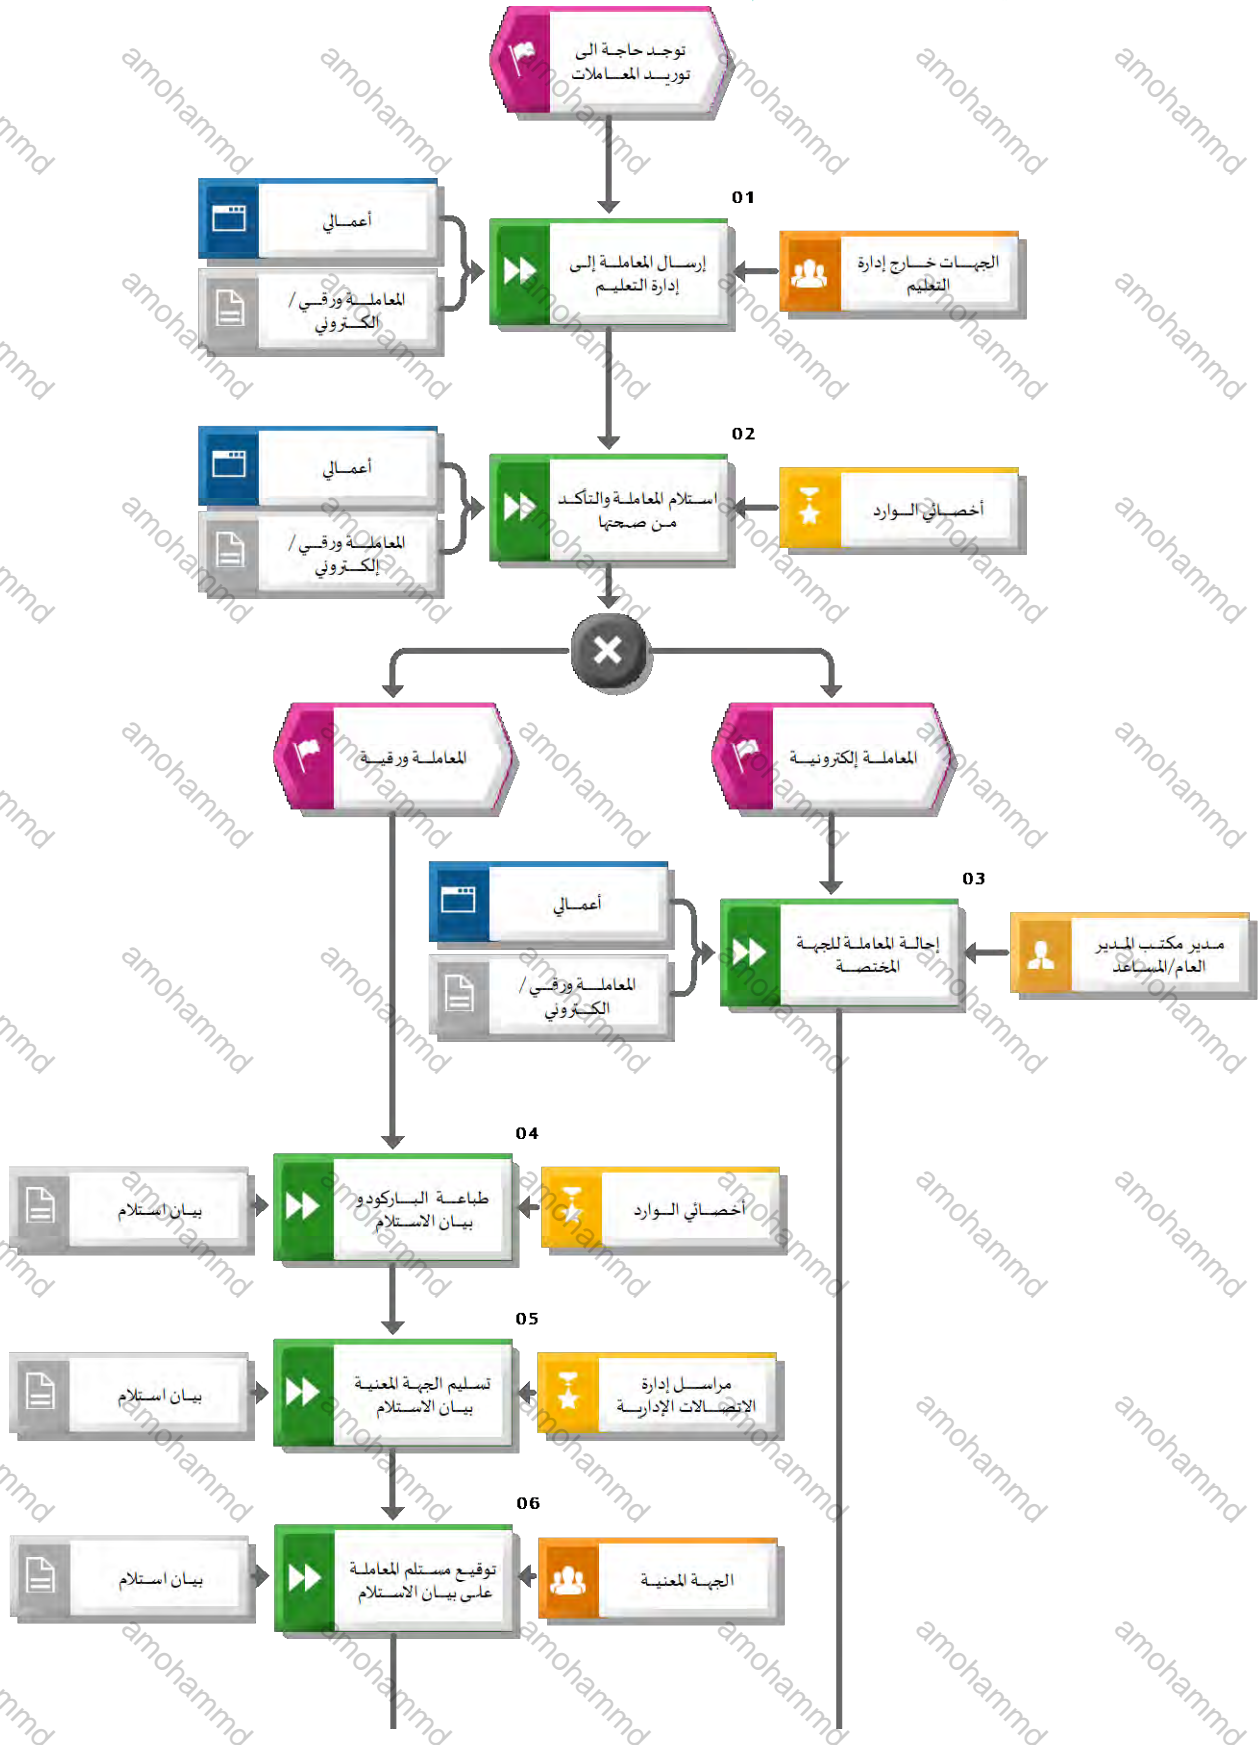 توجد حاجة الى
توريد المعاملات
01
أعمالي
المعاملة ورقي /
الكتروني
إرسال المعاملة إلى
إدارة التعليم
الجهات خارج إدارة
التعليم
02
أعمالي
المعاملة ورقي /
إلكتروني
استلام المعاملة والتأكد
من صحتها
أخصائي الوارد
المعاملة ورقية
المعاملة إلكترونية
03
أعمالي
المعاملة ورقي /
الكتروني
إحالة المعاملة للجهة
المختصة
مدير مكتب المدير
العام/المساعد
04
بيان استلام
طباعة الباركود و
بيان الاستلام
أخصائي الوارد
05
بيان استلام
تسليم الجهة المعنية
بيان الاستلام
مراسل إدارة
الاتصالات الإدارية
06
بيان استلام
توقيع مستلم المعاملة
على بيان الاستلام
الجهة المعنية
amohammd